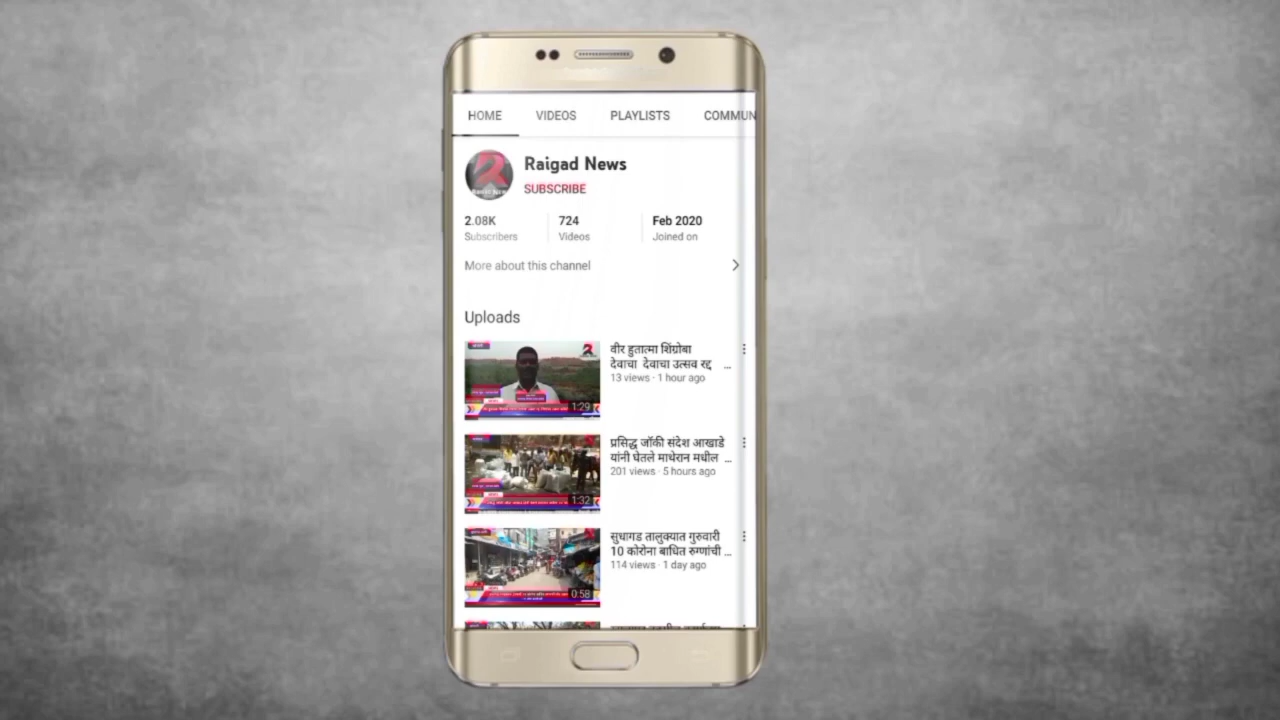 HOME VIDEOS PLAYLISTS COMMUN
Raigad News
SUBSCRIBE
2.08K 724 Feb 2020
Subscribers Videos Joined on
More about this channel
Uploads
वीर हुतात्मा शिंग्रोबा
देवाचा देवाचा उत्सव रद्द ...
13 views · 1 hour ago
1:29
प्रसिद्ध जॉकी संदेश आखाडे
यांनी घेतले माथेरान मधील ...
201 views · 5 hours ago
1:32
सुधागड तालुक्यात गुरुवारी
10 कोरोना बाधित रुग्णांची ...
114 views · 1 day ago
0:58